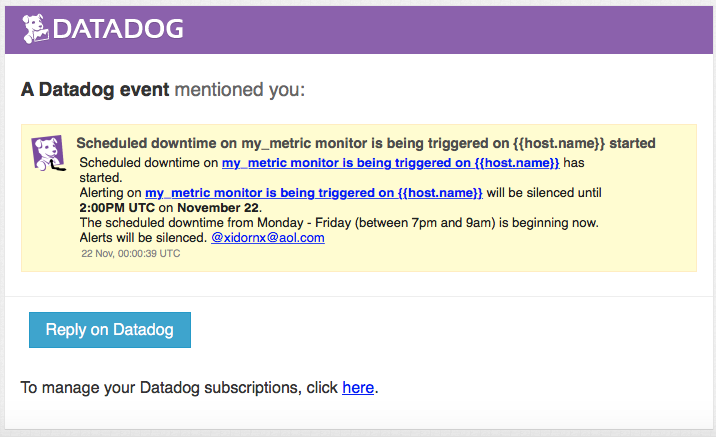 DATADOG
A Datadog event mentioned you:
Scheduled downtime on my_metric monitor is being triggered on {{host.name}} started
Scheduled downtime on my_metric monitor is being triggered on {{host.name}} has
started.
Alerting on my_metric monitor is being triggered on {{host.name}} will be silenced until
2:00PM UTC on November 22.
The scheduled downtime from Monday - Friday (between 7pm and 9am) is beginning now.
Alerts will be silenced. @xidornx@aol.com
22 Nov, 00:00:39 UTC
Reply on Datadog
To manage your Datadog subscriptions, click here.